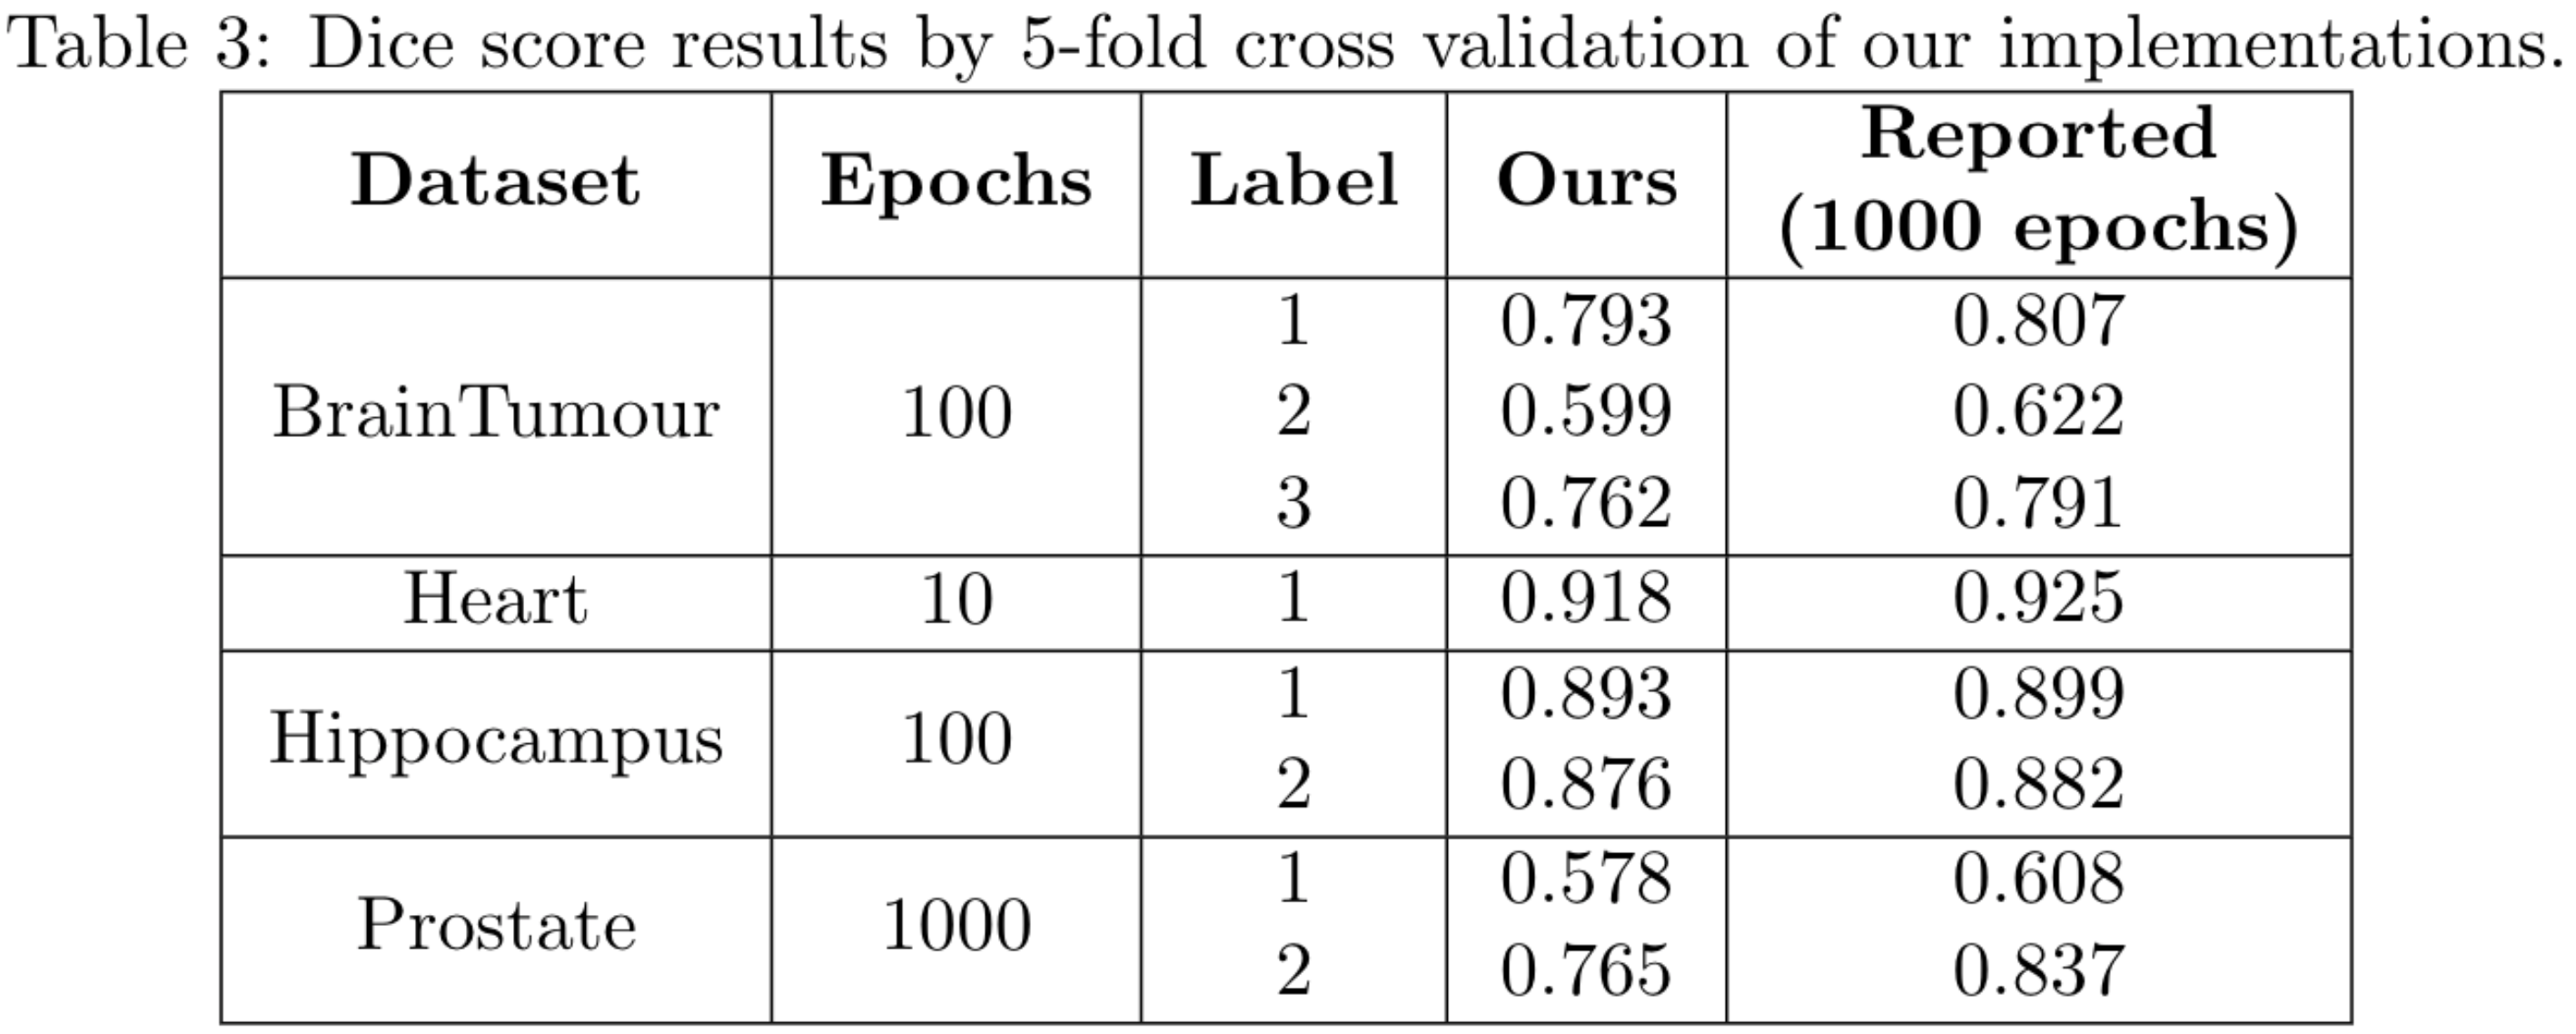 Table 3: Dice score results by 5-fold cross validation of our implementations.
Dataset Epochs Label Ours Reported (1000 epochs)
BrainTumour 100 1 0.793 0.807
2 0.599 0.622
3 0.762 0.791
Heart 10 1 0.918 0.925
Hippocampus 100 1 0.893 0.899
2 0.876 0.882
Prostate 1000 1 0.578 0.608
2 0.765 0.837